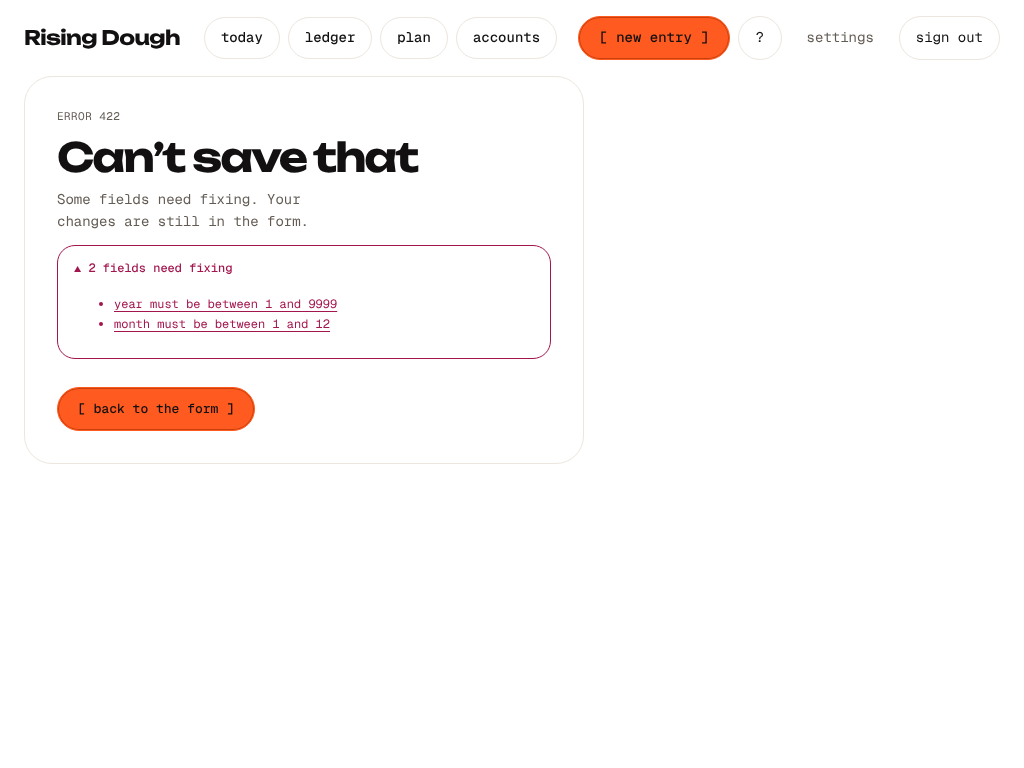 Rising Dough
today
ledger
plan
accounts
[ new entry ]
?
settings
sign out
ERROR 422
Can’t save that
Some fields need fixing. Your
changes are still in the form.
▲ 2 fields need fixing
• year must be between 1 and 9999
• month must be between 1 and 12
[ back to the form ]